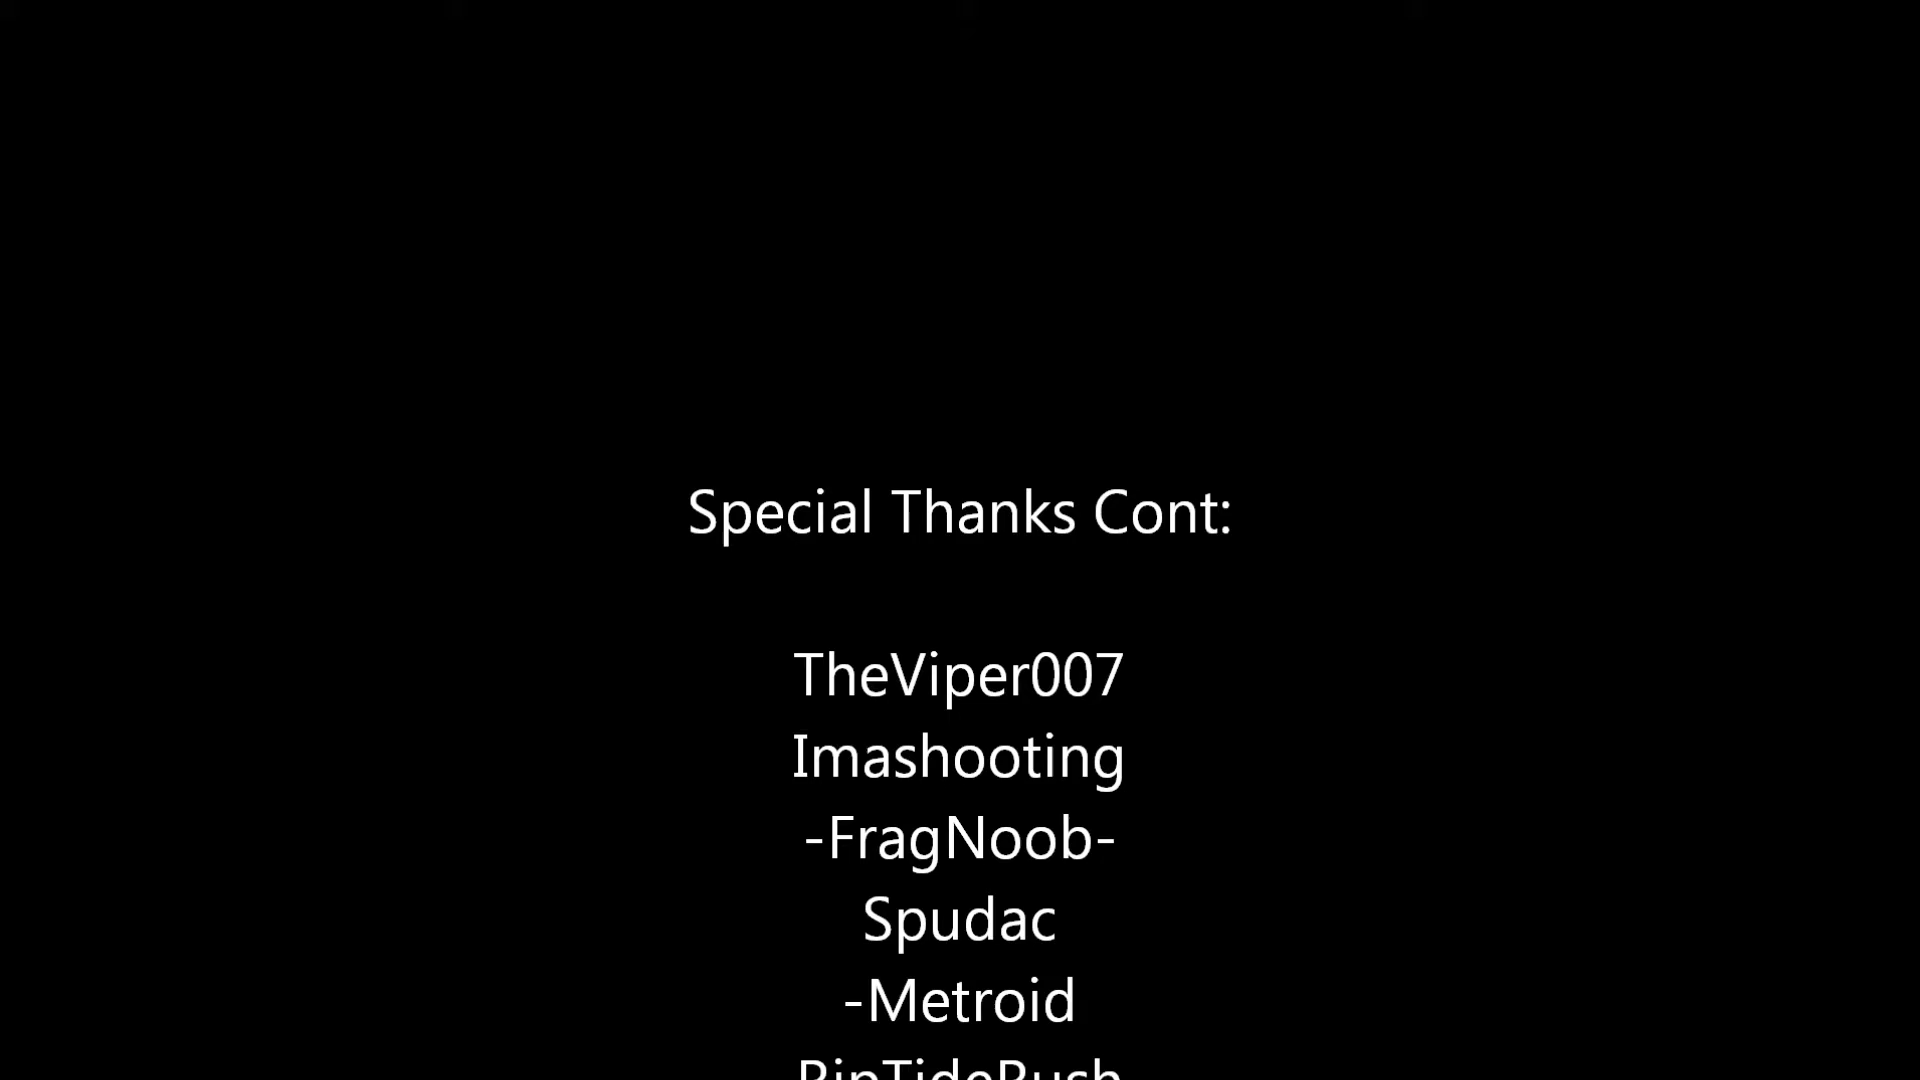 Special Thanks Cont:
TheViper007
Imashooting
-FragNoob-
Spudac
-Metroid